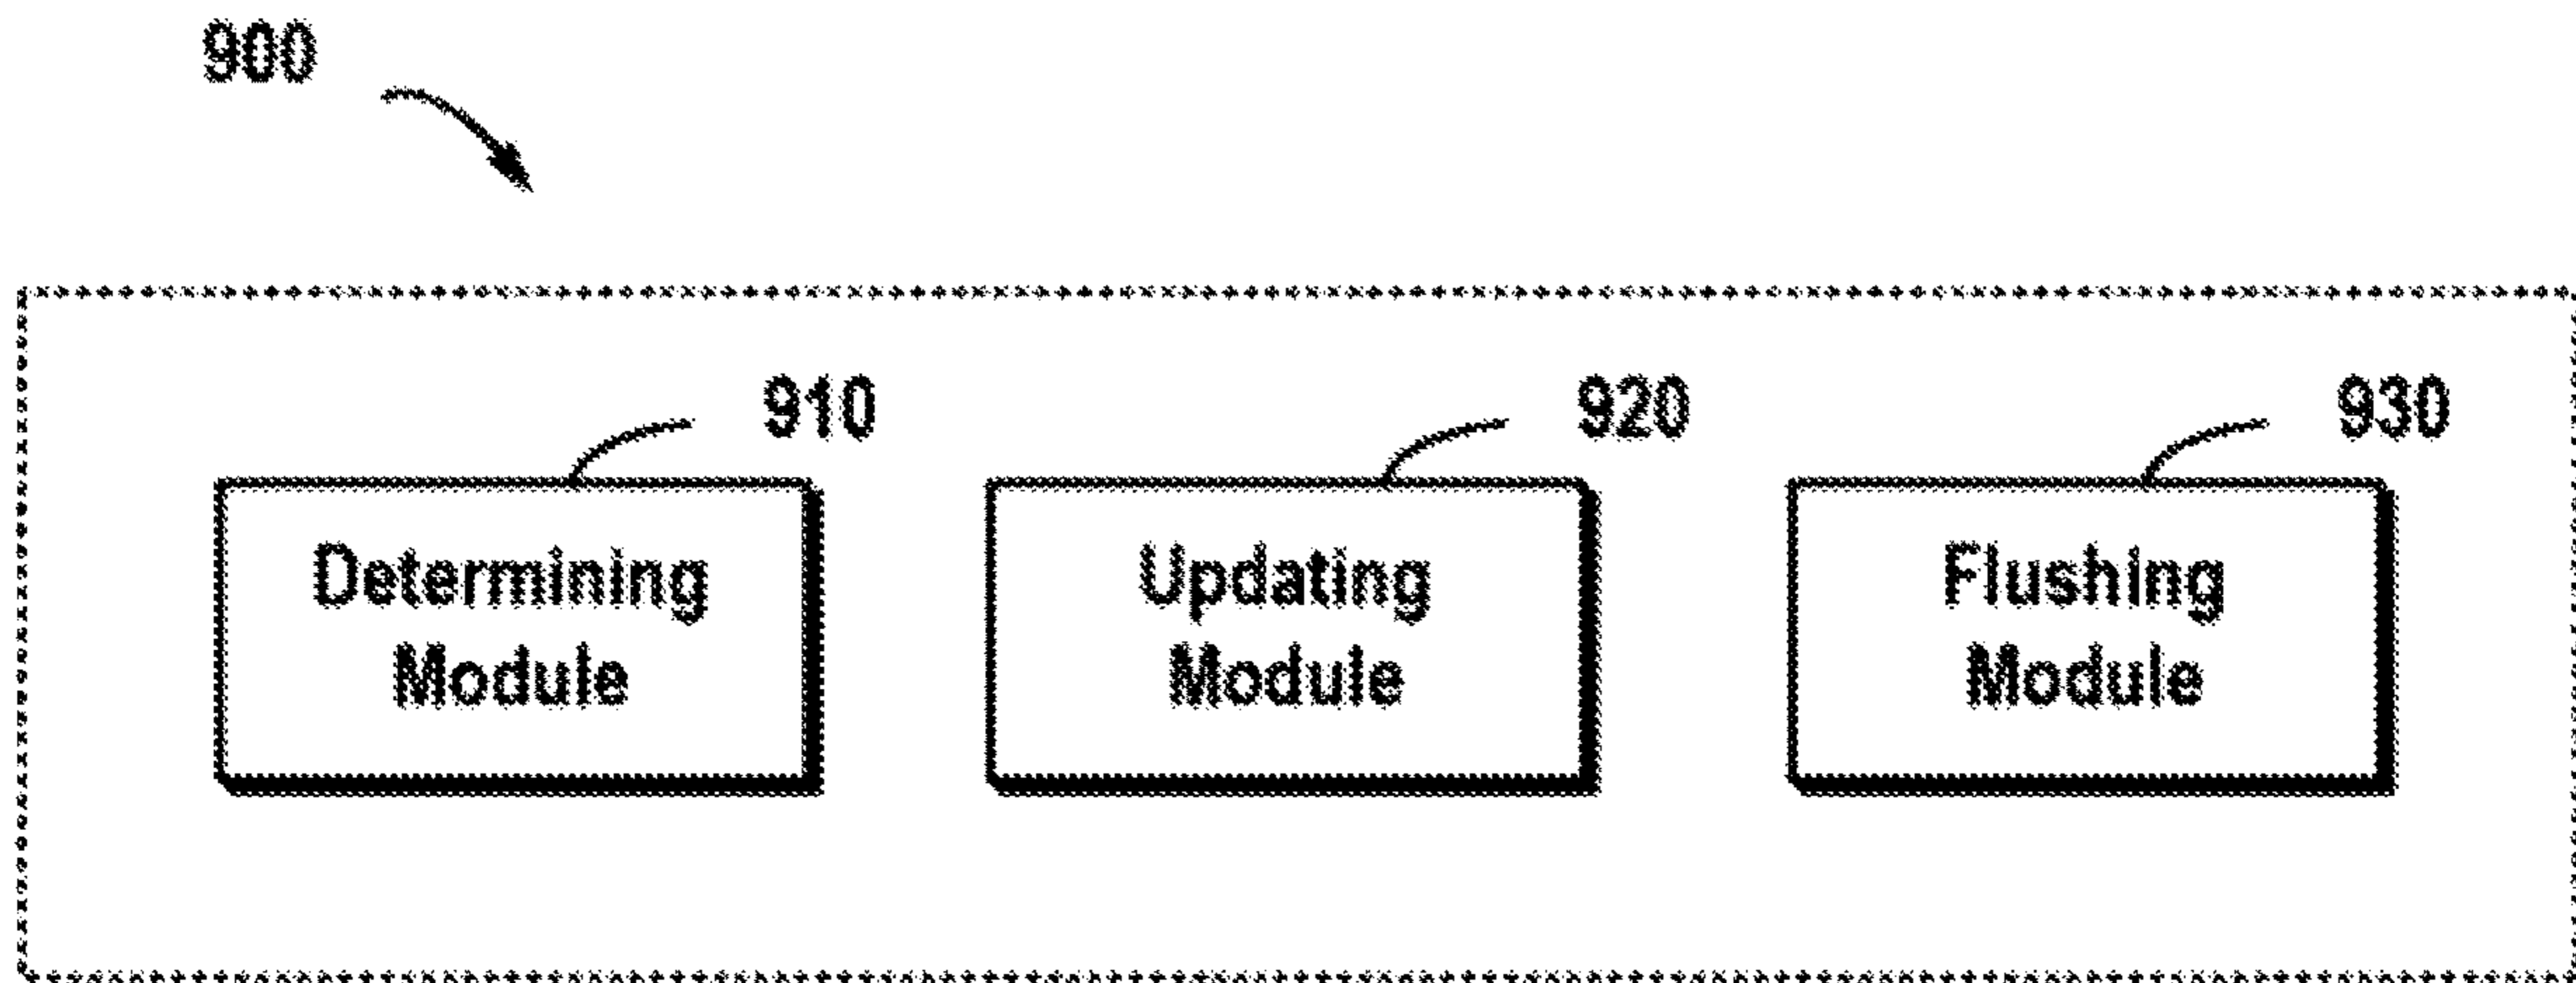 900
910
920
930
Determining
Module
Updating
Module
Flushing
Module